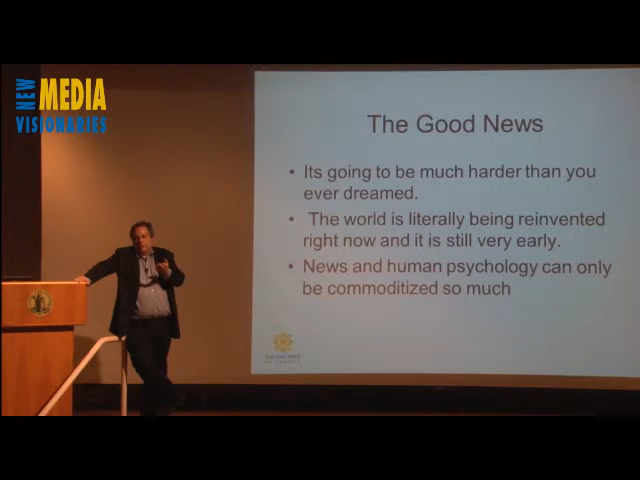 NEW MEDIA
VISIONARIES
The Good News
• Its going to be much harder than you
ever dreamed.
• The world is literally being reinvented
right now and it is still very early.
• News and human psychology can only
be commoditized so much